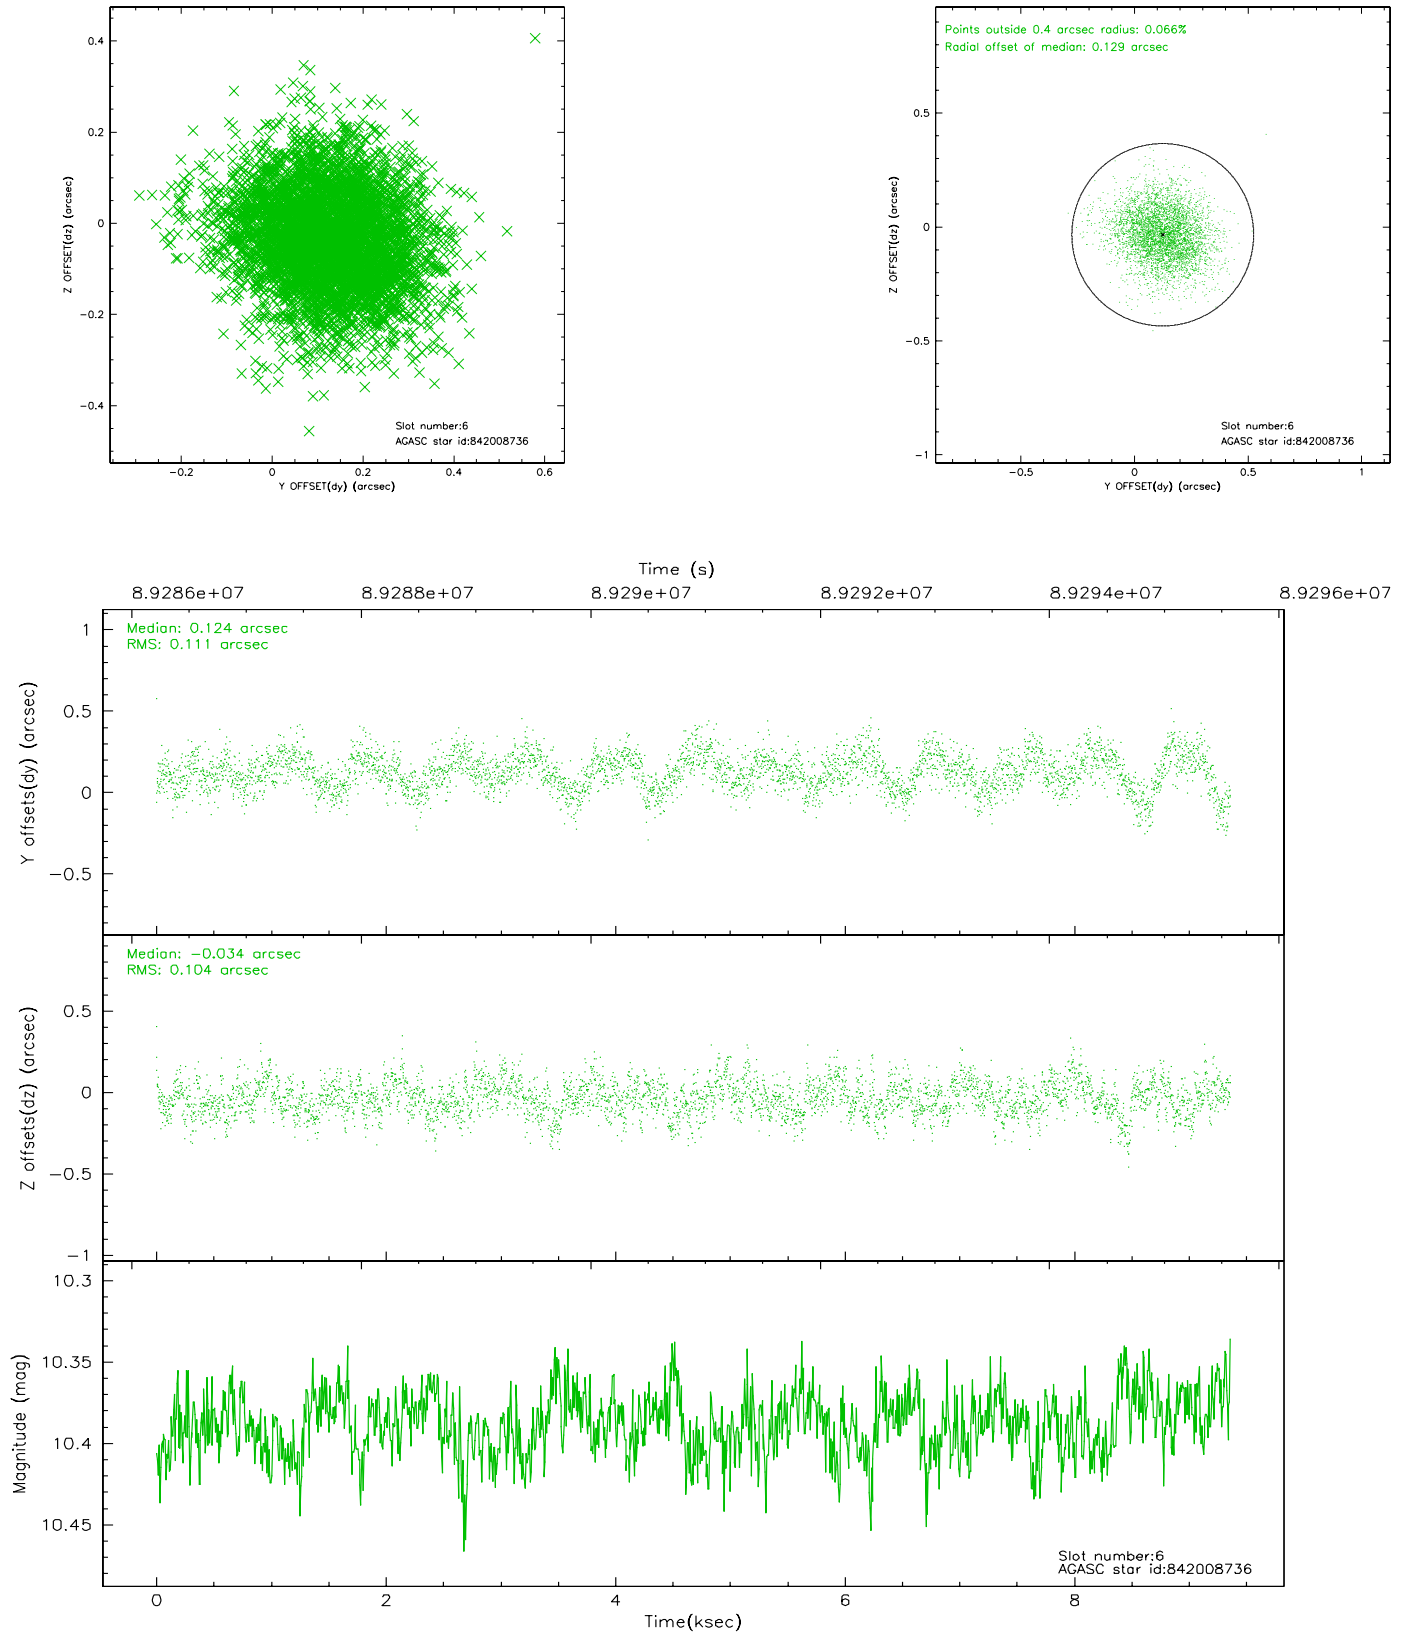 0.4
0.2
0
−0.2
−0.4
Z OFFSET(dz) (arcsec)
−0.2 0 0.2 0.4 0.6
Y OFFSET(dy) (arcsec)
Slot number:6
AGASC star id:842008736
Points outside 0.4 arcsec radius: 0.066%
Radial offset of median: 0.129 arcsec
0.5
0
−0.5
−1
Z OFFSET(dz) (arcsec)
−0.5 0 0.5 1
Y OFFSET(dy) (arcsec)
Slot number:6
AGASC star id:842008736
Time (s)
8.9286e+07 8.9288e+07 8.929e+07 8.9292e+07 8.9294e+07 8.9296e+07
Median: 0.124 arcsec
RMS: 0.111 arcsec
1
0.5
0
−0.5
Y offsets(dy) (arcsec)
Median: −0.034 arcsec
RMS: 0.104 arcsec
0.5
0
−0.5
−1
Z offsets(dz) (arcsec)
10.3
10.35
10.4
10.45
Magnitude (mag)
Slot number:6
AGASC star id:842008736
0 2 4 6 8
Time(ksec)